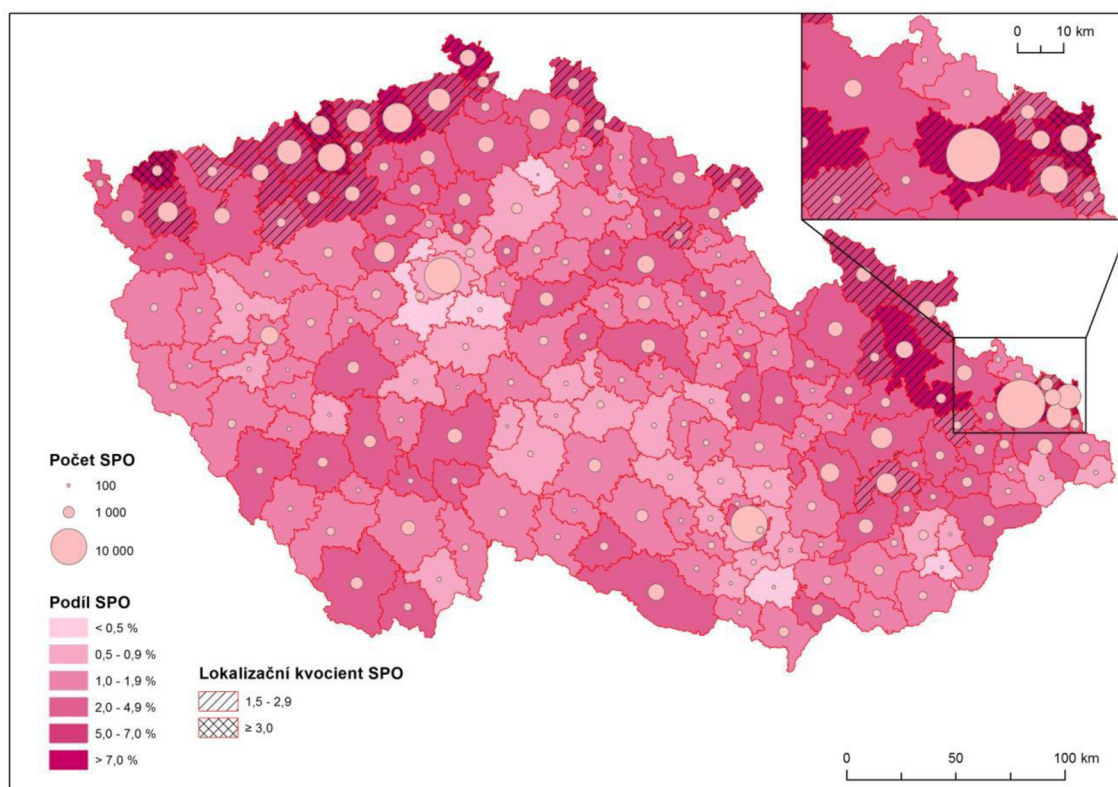 0 10 km
Počet SPO
100
1 000
10 000
Podíl SPO
< 0,5 %
0,5 - 0,9 %
1,0 - 1,9 %
2,0 - 4,9 %
5,0 - 7,0 %
> 7,0 %
Lokalizační kvocient SPO
1,5 - 2,9
≥ 3,0
0 50 100 km